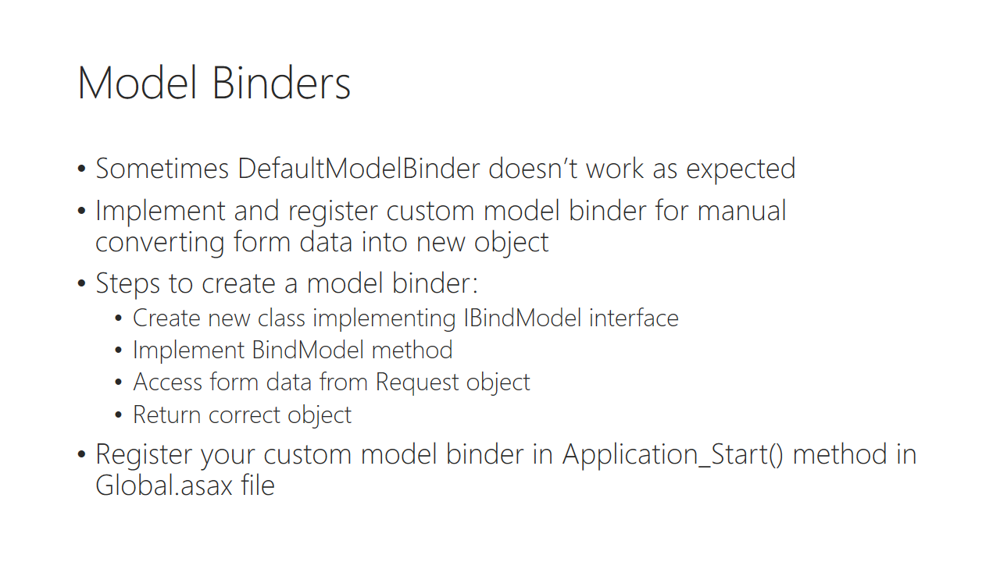 Model Binders
• Sometimes DefaultModelBinder doesn’t work as expected
• Implement and register custom model binder for manual
converting form data into new object
• Steps to create a model binder:
• Create new class implementing IBindModel interface
• Implement BindModel method
• Access form data from Request object
• Return correct object
• Register your custom model binder in Application_Start() method in
Global.asax file